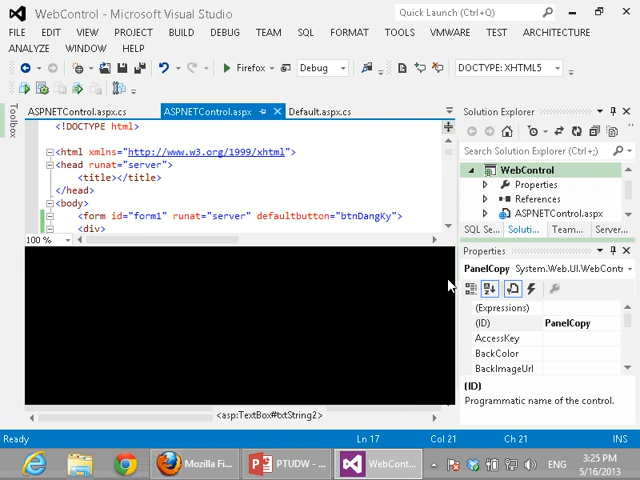 WebControl - Microsoft Visual Studio
Quick Launch (Ctrl+Q)
FILE EDIT VIEW PROJECT BUILD DEBUG TEAM SQL FORMAT TOOLS VMWARE TEST ARCHITECTURE
ANALYZE WINDOW HELP
Firefox Debug DOCTYPE: XHTML5
Toolbox
ASPNETControl.aspx.cs ASPNETControl.aspx Default.aspx.cs
<!DOCTYPE html>
<html xmlns="http://www.w3.org/1999/xhtml">
<head runat="server">
<title></title>
</head>
<body>
<form id="form1" runat="server" defaultbutton="btnDangKy">
<div>
100 %
<asp:TextBox#txtString2>
Solution Explorer
Search Solution Explorer (Ctrl+;)
WebControl
Properties
References
ASPNETControl.aspx
SQL Se... Soluti... Team... Server...
Properties
PanelCopy System.Web.UI.WebContr
(Expressions)
(ID) PanelCopy
AccessKey
BackColor
BackImageUrl
(ID)
Programmatic name of the control.
Ready Ln 17 Col 21 Ch 21 INS
Mozilla Fi... PTUDW - ... WebCont... ENG 3:25 PM
5/16/2013